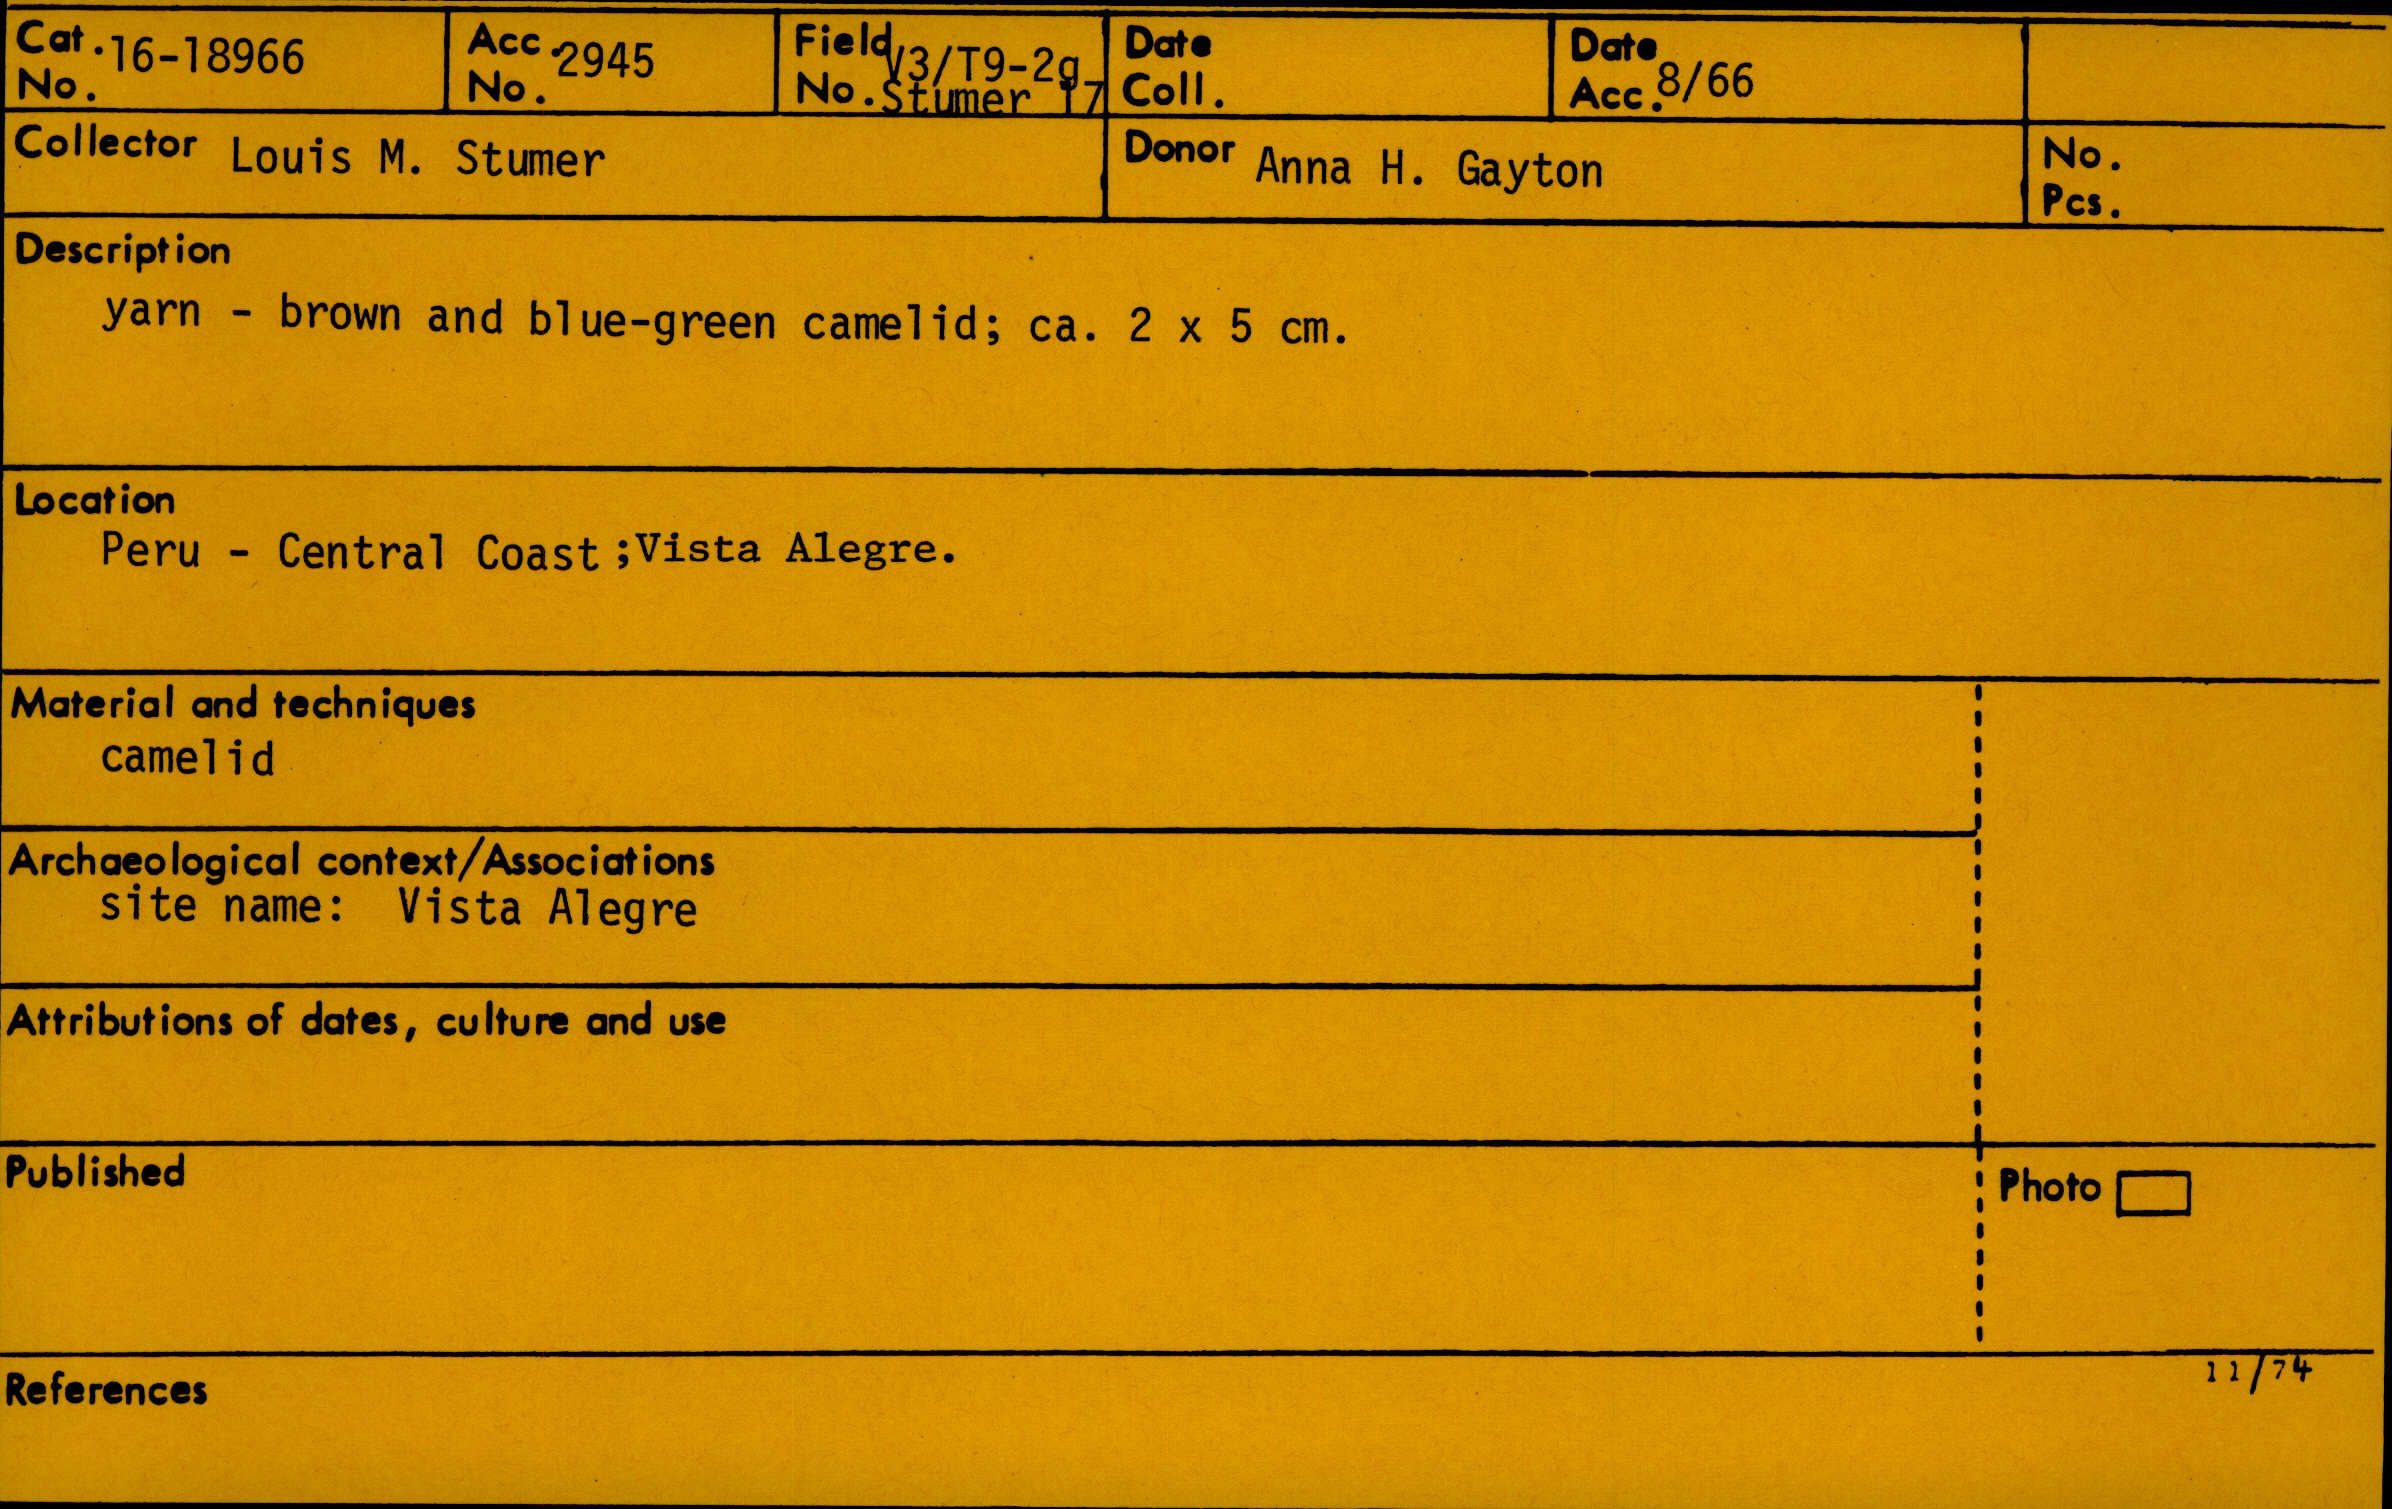 Cat. No. 16-18966
Acc. No. 2945
Field No. V3/T9-2g Stumer 17
Date Coll.
Date Acc. 8/66
Collector Louis M. Stumer
Donor Anna H. Gayton
No. Pcs.
Description
yarn - brown and blue-green camelid; ca. 2 x 5 cm.
Location
Peru - Central Coast ;Vista Alegre.
Material and techniques
camelid
Archaeological context/Associations
site name: Vista Alegre
Attributions of dates, culture and use
Published
Photo
References
11/74